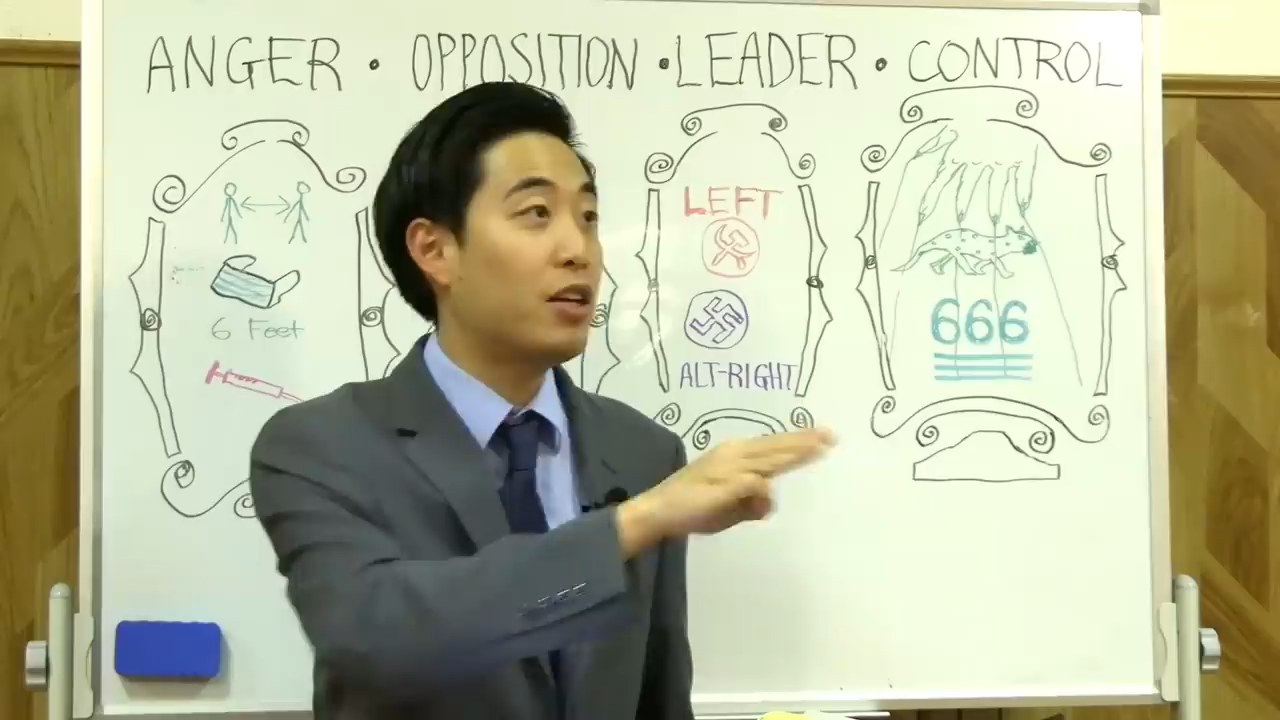 ANGER • OPPOSITION • LEADER • CONTROL
6 Feet
LEFT
ALT-RIGHT
666